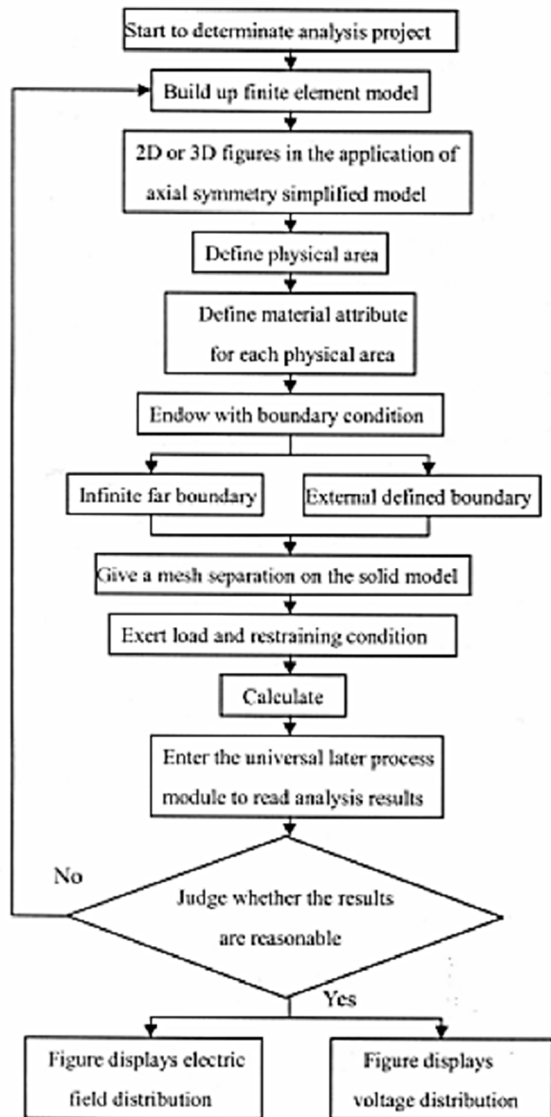 Start to determinate analysis project
Build up finite element model
2D or 3D figures in the application of
axial symmetry simplified model
Define physical area
Define material attribute
for each physical area
Endow with boundary condition
Infinite far boundary
External defined boundary
Give a mesh separation on the solid model
Exert load and restraining condition
Calculate
Enter the universal later process
module to read analysis results
No
Judge whether the results
are reasonable
Yes
Figure displays electric
field distribution
Figure displays
voltage distribution